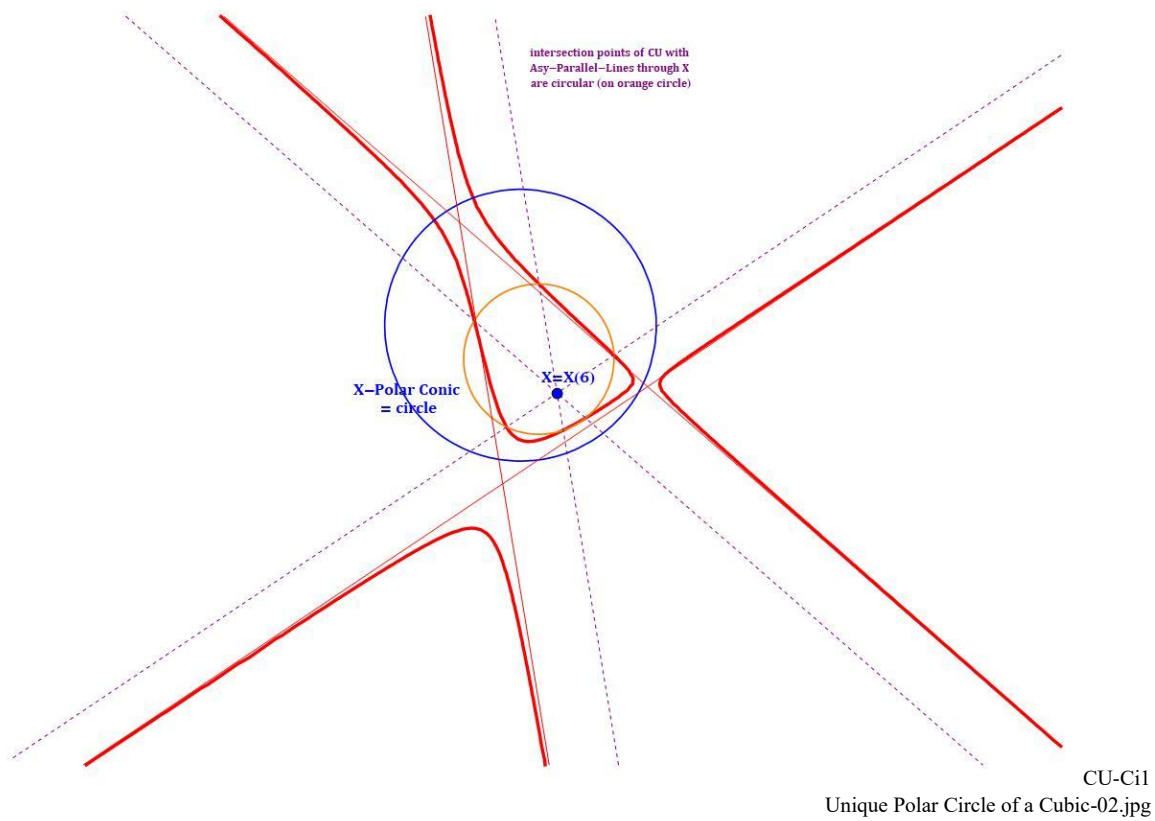 intersection points of CU with
Asy–Parallel–Lines through X
are circular (on orange circle)
X=X(6)
X–Polar Conic
= circle
CU-Ci1
Unique Polar Circle of a Cubic-02.jpg